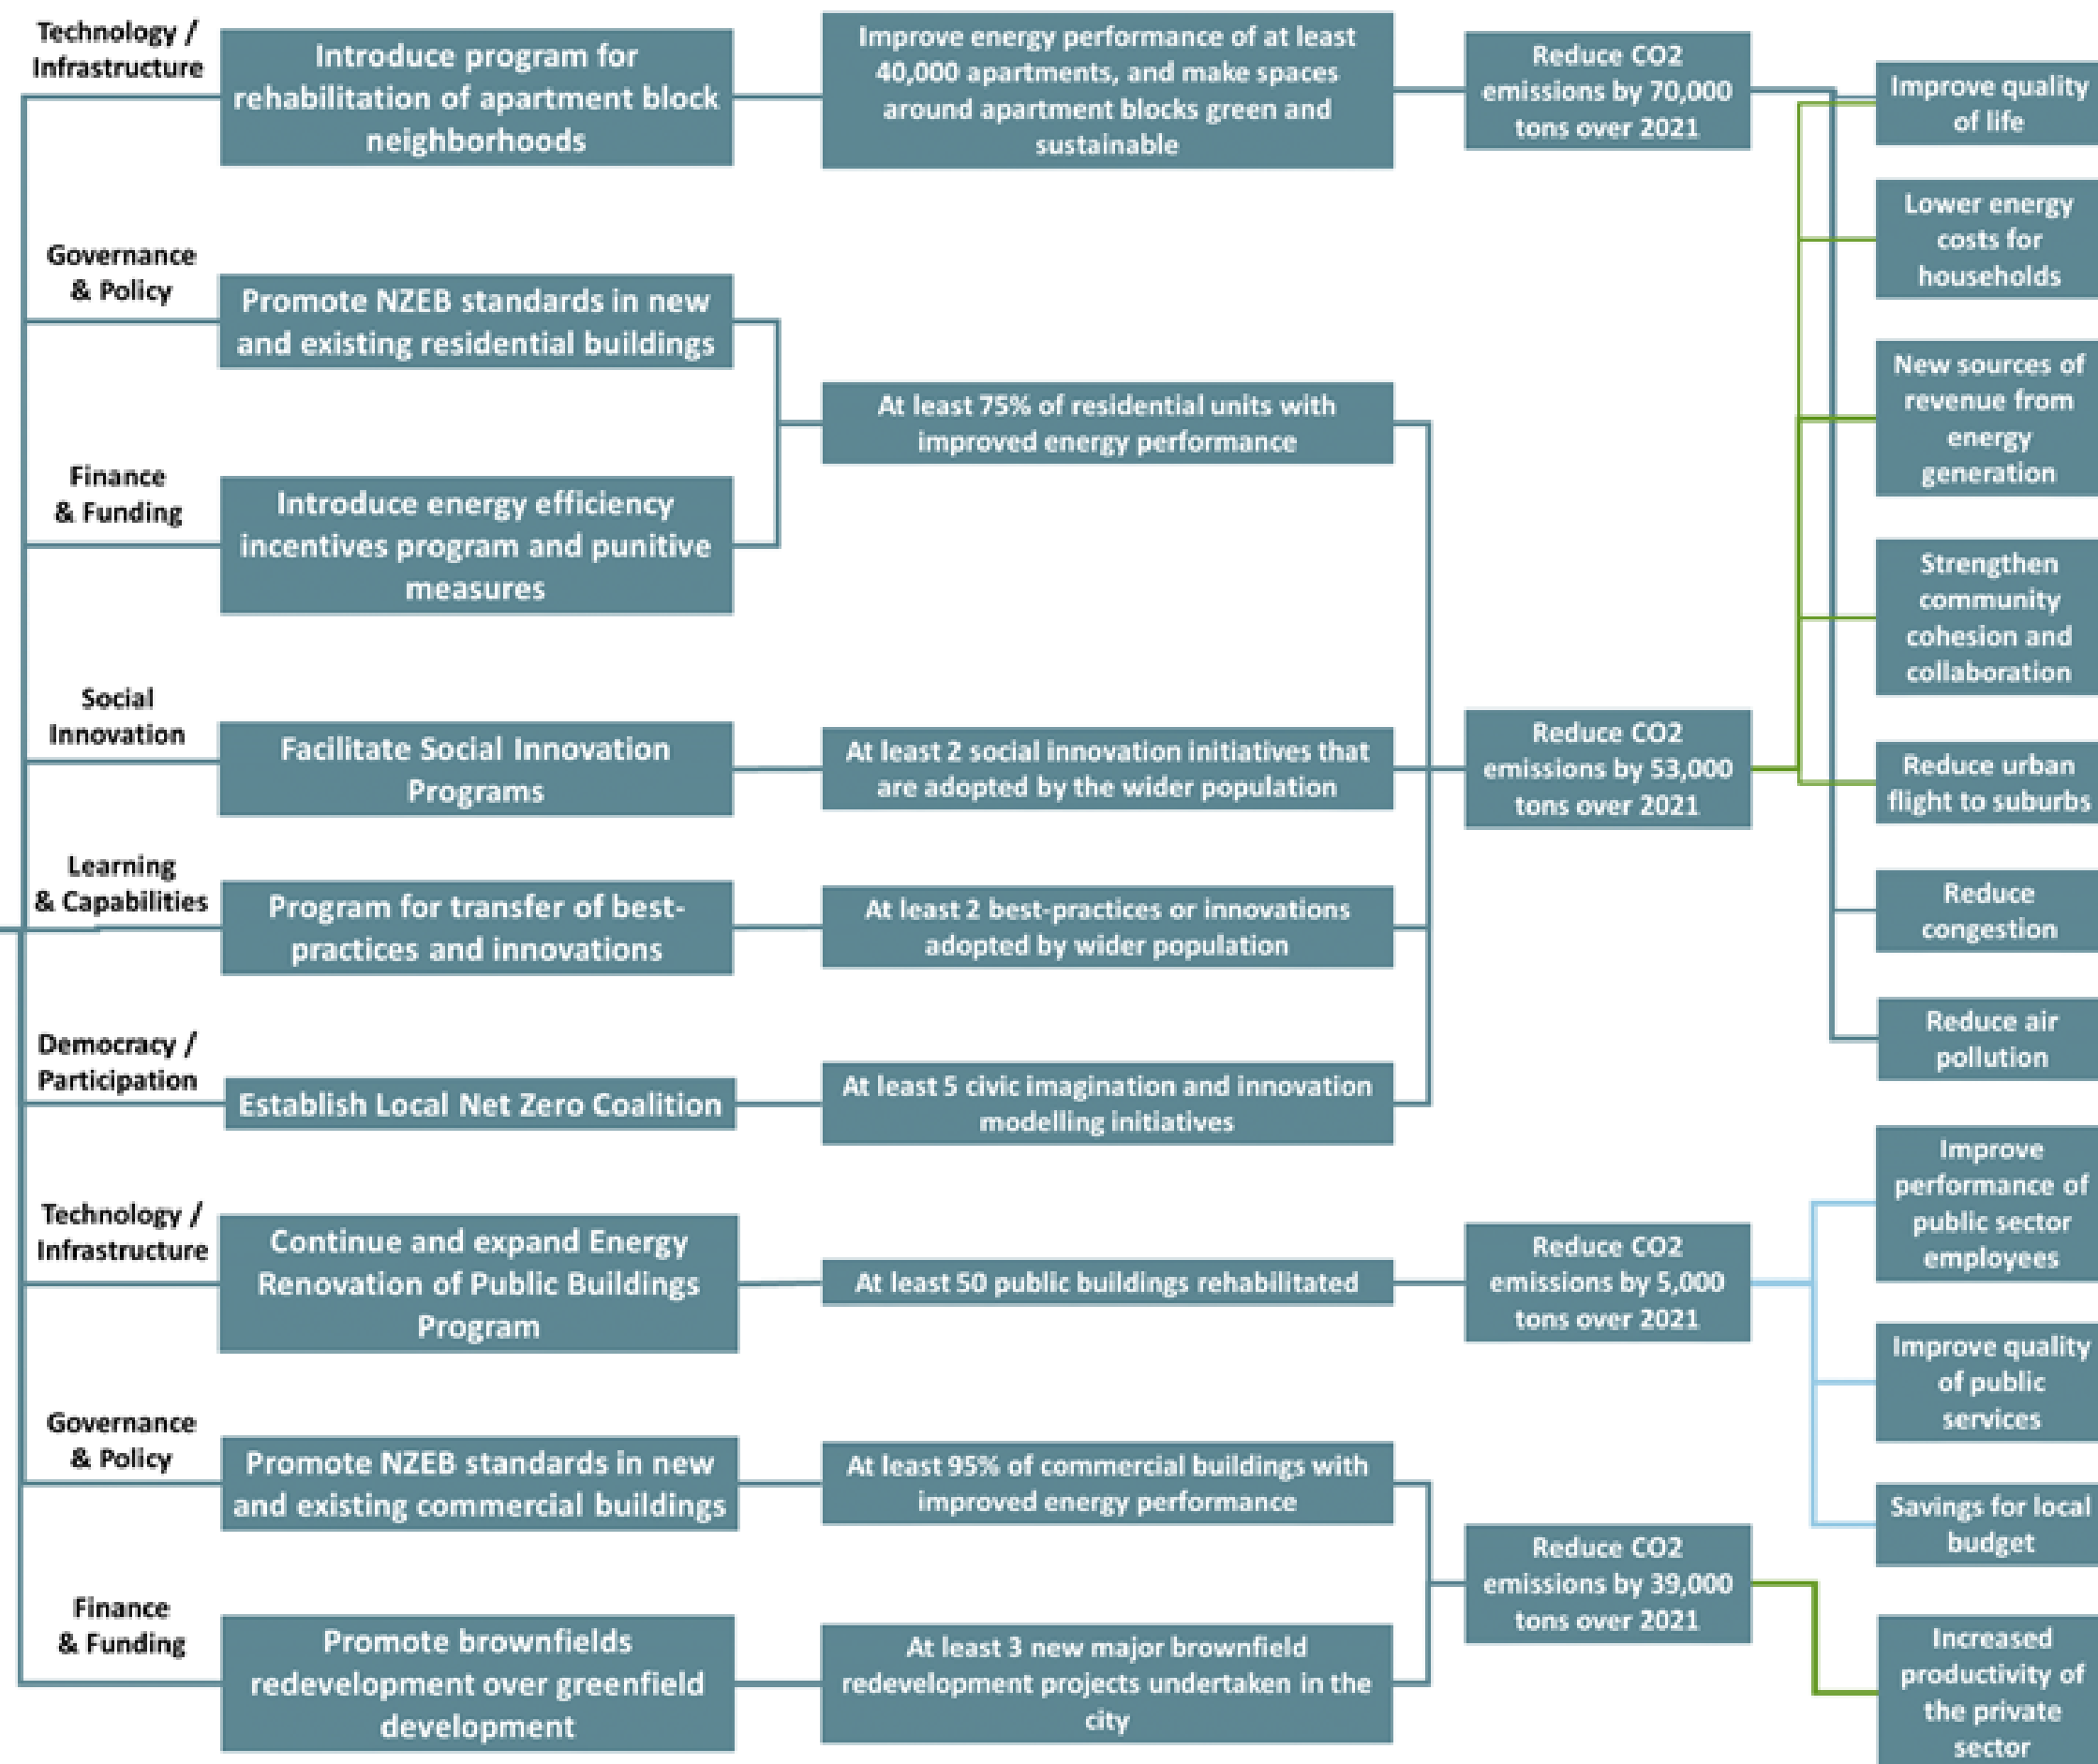 Technology /
Infrastructure
Introduce program for
rehabilitation of apartment block
neighborhoods
Improve energy performance of at least
40,000 apartments, and make spaces
around apartment blocks green and
sustainable
Reduce CO2
emissions by 70,000
tons over 2021
Improve quality
of life
Lower energy
costs for
households
Governance
& Policy
Promote NZEB standards in new
and existing residential buildings
At least 75% of residential units with
improved energy performance
New sources of
revenue from
energy
generation
Finance
& Funding
Introduce energy efficiency
incentives program and punitive
measures
Strengthen
community
cohesion and
collaboration
Social
Innovation
Facilitate Social Innovation
Programs
At least 2 social innovation initiatives that
are adopted by the wider population
Reduce CO2
emissions by 53,000
tons over 2021
Reduce urban
flight to suburbs
Learning
& Capabilities
Program for transfer of best-
practices and innovations
At least 2 best-practices or innovations
adopted by wider population
Reduce
congestion
Reduce air
pollution
Democracy /
Participation
Establish Local Net Zero Coalition
At least 5 civic imagination and innovation
modelling initiatives
Improve
performance of
public sector
employees
Technology /
Infrastructure
Continue and expand Energy
Renovation of Public Buildings
Program
At least 50 public buildings rehabilitated
Reduce CO2
emissions by 5,000
tons over 2021
Improve quality
of public
services
Governance
& Policy
Promote NZEB standards in new
and existing commercial buildings
At least 95% of commercial buildings with
improved energy performance
Savings for local
budget
Reduce CO2
emissions by 39,000
tons over 2021
Finance
& Funding
Promote brownfields
redevelopment over greenfield
development
At least 3 new major brownfield
redevelopment projects undertaken in the
city
Increased
productivity of
the private
sector